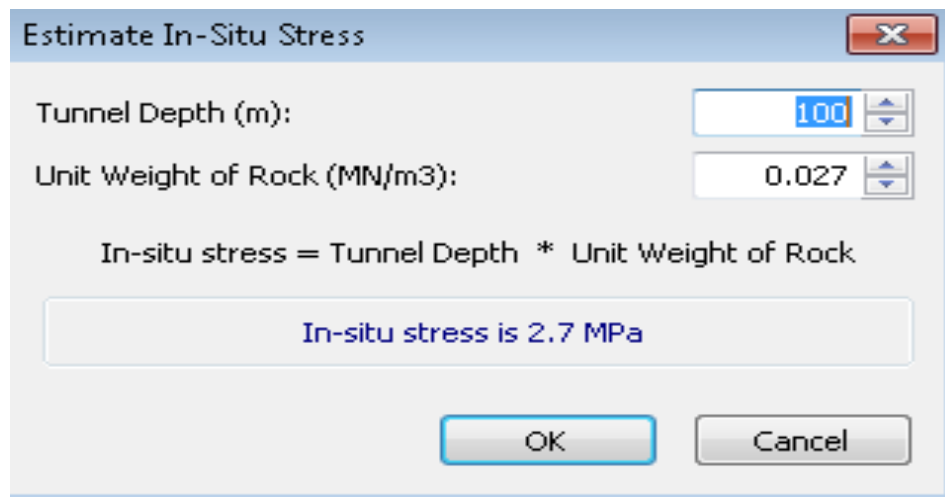 Estimate In-Situ Stress
Tunnel Depth (m): 100
Unit Weight of Rock (MN/m3): 0.027
In-situ stress = Tunnel Depth * Unit Weight of Rock
In-situ stress is 2.7 MPa
OK Cancel